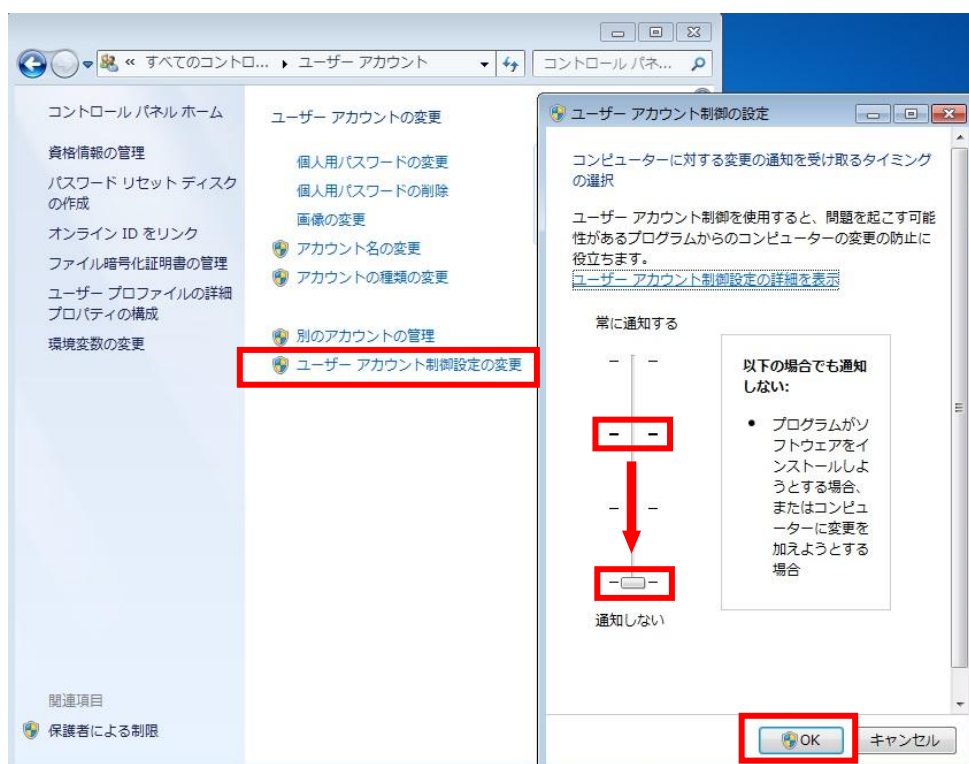 « すべてのコントロ... ▸ ユーザー アカウント
コントロール パネ...
コントロール パネル ホーム
資格情報の管理
パスワード リセット ディスク
の作成
オンライン ID をリンク
ファイル暗号化証明書の管理
ユーザー プロファイルの詳細
プロパティの構成
環境変数の変更
関連項目
保護者による制限
ユーザー アカウントの変更
個人用パスワードの変更
個人用パスワードの削除
画像の変更
アカウント名の変更
アカウントの種類の変更
別のアカウントの管理
ユーザー アカウント制御設定の変更
ユーザー アカウント制御の設定
コンピューターに対する変更の通知を受け取るタイミング
の選択
ユーザー アカウント制御を使用すると、問題を起こす可能
性があるプログラムからのコンピューターの変更の防止に
役立ちます。
ユーザー アカウント制御設定の詳細を表示
常に通知する
以下の場合でも通知
しない:
• プログラムがソ
フトウェアをイ
ンストールしよ
うとする場合、
またはコンピュ
ーターに変更を
加えようとする
場合
通知しない
OK
キャンセル